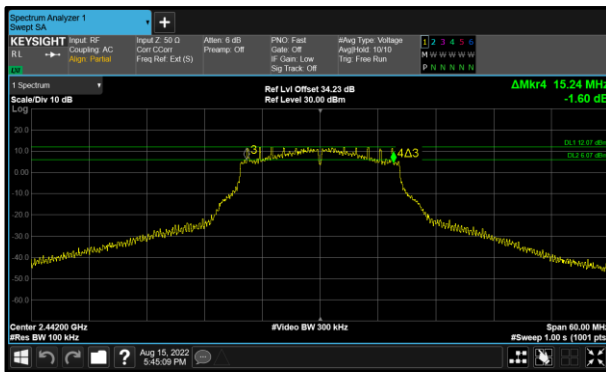 Spectrum Analyzer 1
Swept SA
KEYSIGHT
RL
Input: RF
Coupling: AC
Align: Partial
Input Z: 50 Ω
Corr CCorr
Freq Ref: Ext (S)
Atten: 6 dB
Preamp: Off
PNO: Fast
Gate: Off
IF Gain: Low
Sig Track: Off
#Avg Type: Voltage
Avg|Hold: 10/10
Trig: Free Run
1 2 3 4 5 6
M W W W W W
P N N N N N
1 Spectrum
Scale/Div 10 dB
Ref Lvl Offset 34.23 dB
Ref Level 30.00 dBm
ΔMkr4 15.24 MHz
-1.60 dB
Log
20.0
10.0
0.00
-10.0
-20.0
-30.0
-40.0
-50.0
-60.0
3
4Δ3
DL1 12.07 dBm
DL2 6.07 dBm
Center 2.44200 GHz
#Res BW 100 kHz
#Video BW 300 kHz
Span 60.00 MHz
#Sweep 1.00 s (1001 pts)
Aug 15, 2022
5:45:09 PM